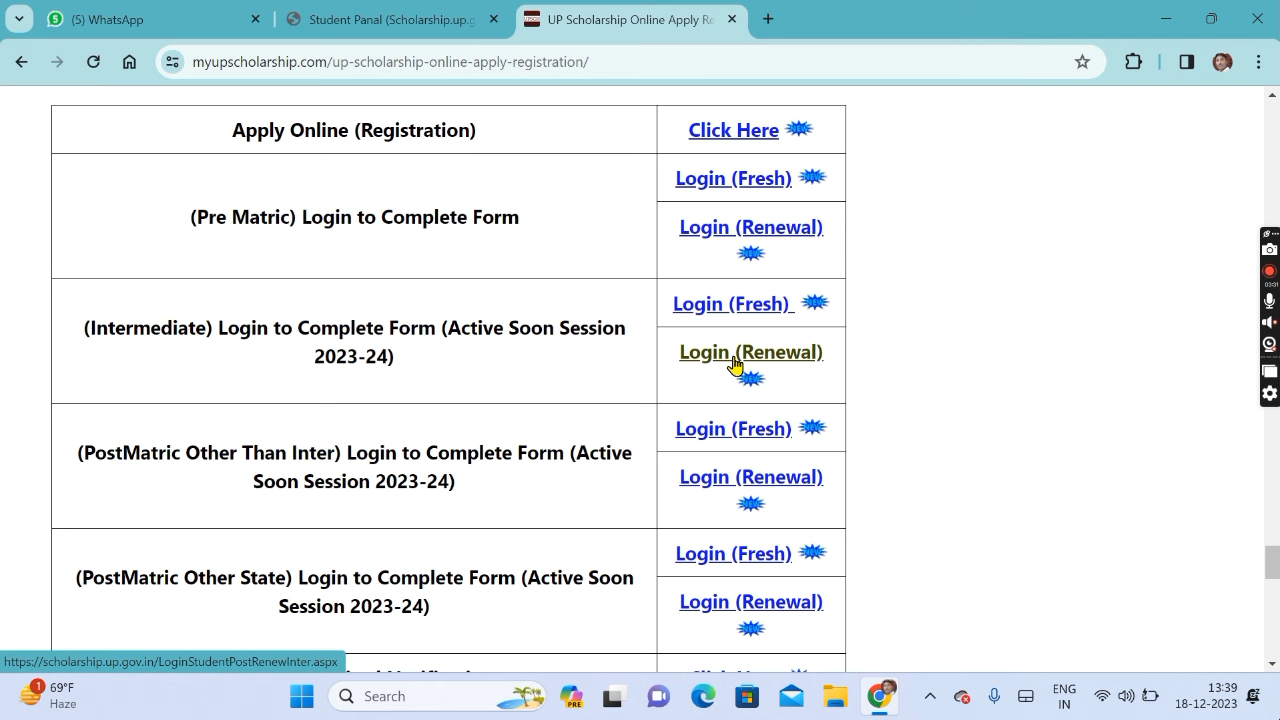 (5) WhatsApp
Student Panel (Scholarship.up.g
UP Scholarship Online Apply Re
myupscholarship.com/up-scholarship-online-apply-registration/
Apply Online (Registration)
Click Here
(Pre Matric) Login to Complete Form
Login (Fresh)
Login (Renewal)
(Intermediate) Login to Complete Form (Active Soon Session
2023-24)
Login (Fresh)
Login (Renewal)
(PostMatric Other Than Inter) Login to Complete Form (Active
Soon Session 2023-24)
Login (Fresh)
Login (Renewal)
(PostMatric Other State) Login to Complete Form (Active Soon
Session 2023-24)
Login (Fresh)
Login (Renewal)
https://scholarship.up.gov.in/LoginStudentPostRenewInter.aspx
1
69°F
Haze
Search
PRE
ENG
IN
13:39
18-12-2023